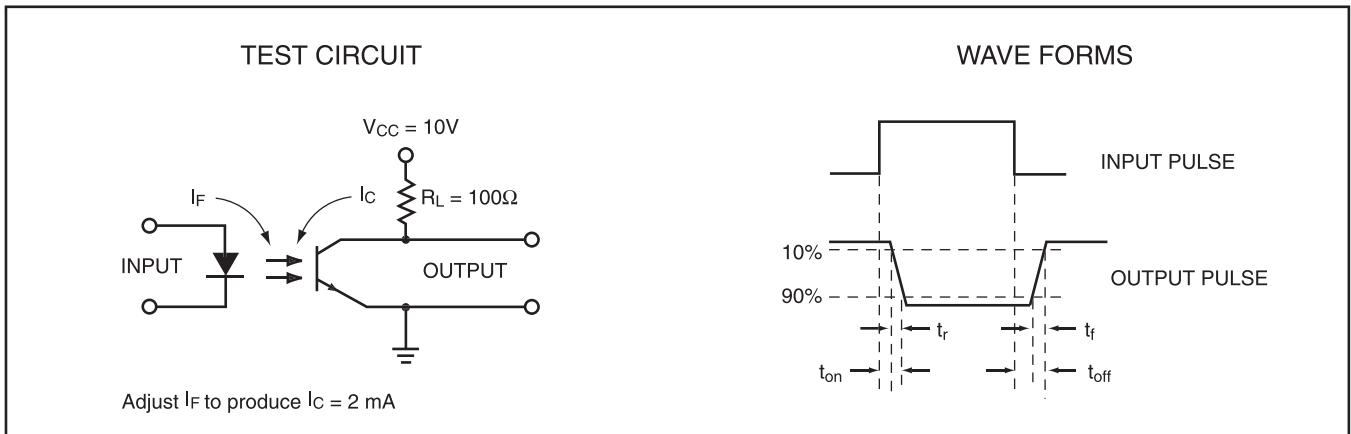 TEST CIRCUIT
WAVE FORMS
VCC = 10V
IF
IC
RL = 100Ω
INPUT
OUTPUT
Adjust IF to produce IC = 2 mA
INPUT PULSE
10%
OUTPUT PULSE
90%
tr
tf
ton
toff